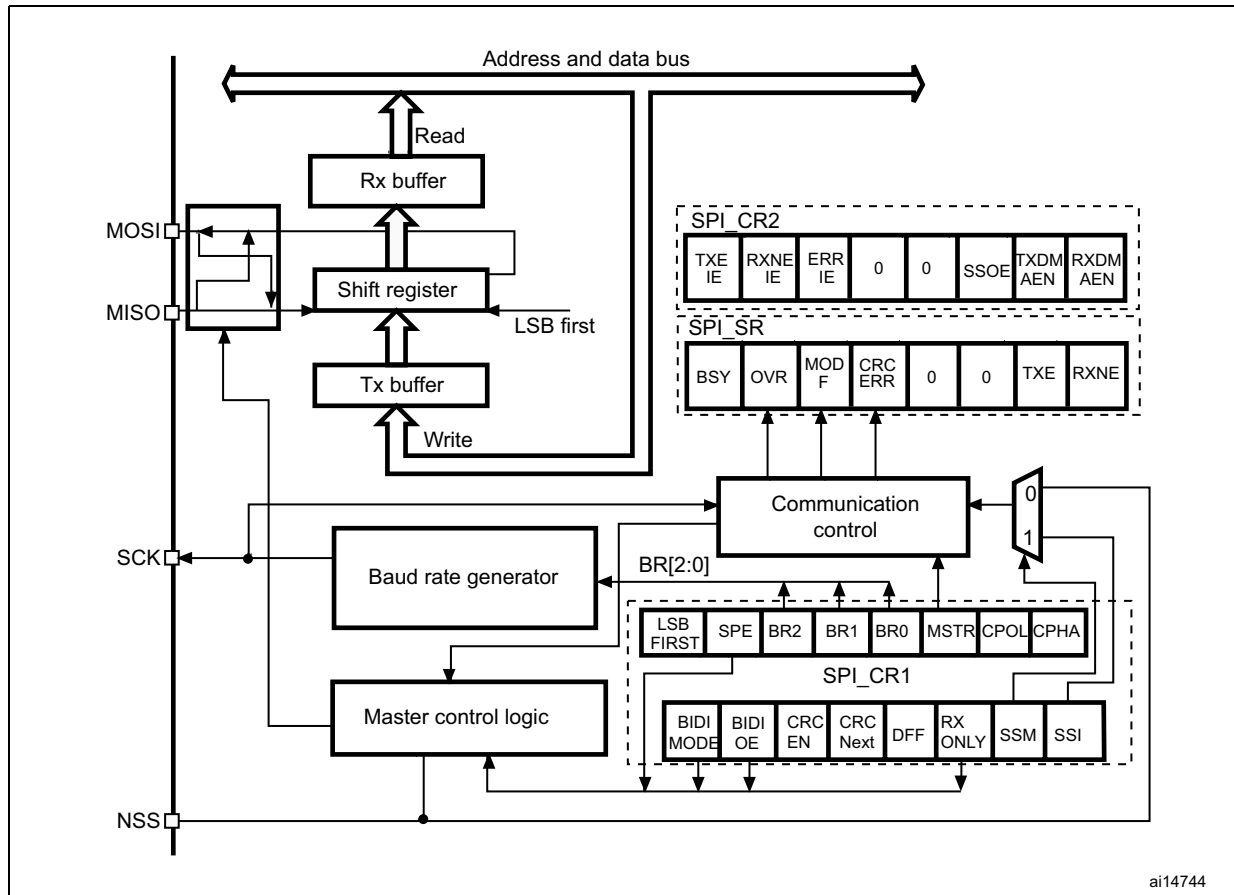 Address and data bus
Read
Rx buffer
MOSI
SPI_CR2
TXE IE
RXNE IE
ERR IE
0
0
SSOE
TXDM AEN
RXDM AEN
Shift register
MISO
LSB first
SPI_SR
BSY
OVR
MOD F
CRC ERR
0
0
TXE
RXNE
Tx buffer
Write
Communication
control
0
1
SCK
Baud rate generator
BR[2:0]
LSB FIRST
SPE
BR2
BR1
BR0
MSTR
CPOL
CPHA
SPI_CR1
Master control logic
BIDI MODE
BIDI OE
CRC EN
CRC Next
DFF
RX ONLY
SSM
SSI
NSS
ai14744